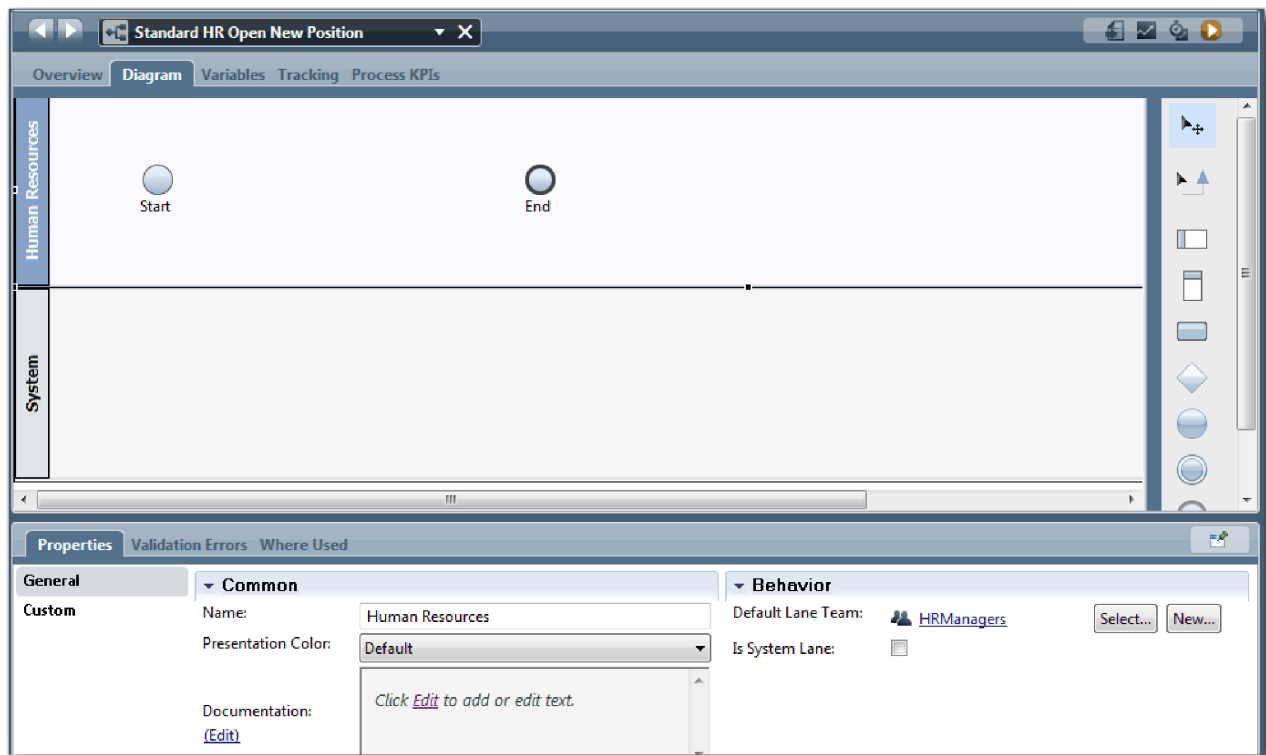 Standard HR Open New Position
Overview Diagram Variables Tracking Process KPIs
Human Resources
Start
End
System
Properties Validation Errors Where Used
General
Custom
Common
Name: Human Resources
Presentation Color: Default
Documentation:
(Edit)
Click Edit to add or edit text.
Behavior
Default Lane Team: HRManagers Select... New...
Is System Lane: